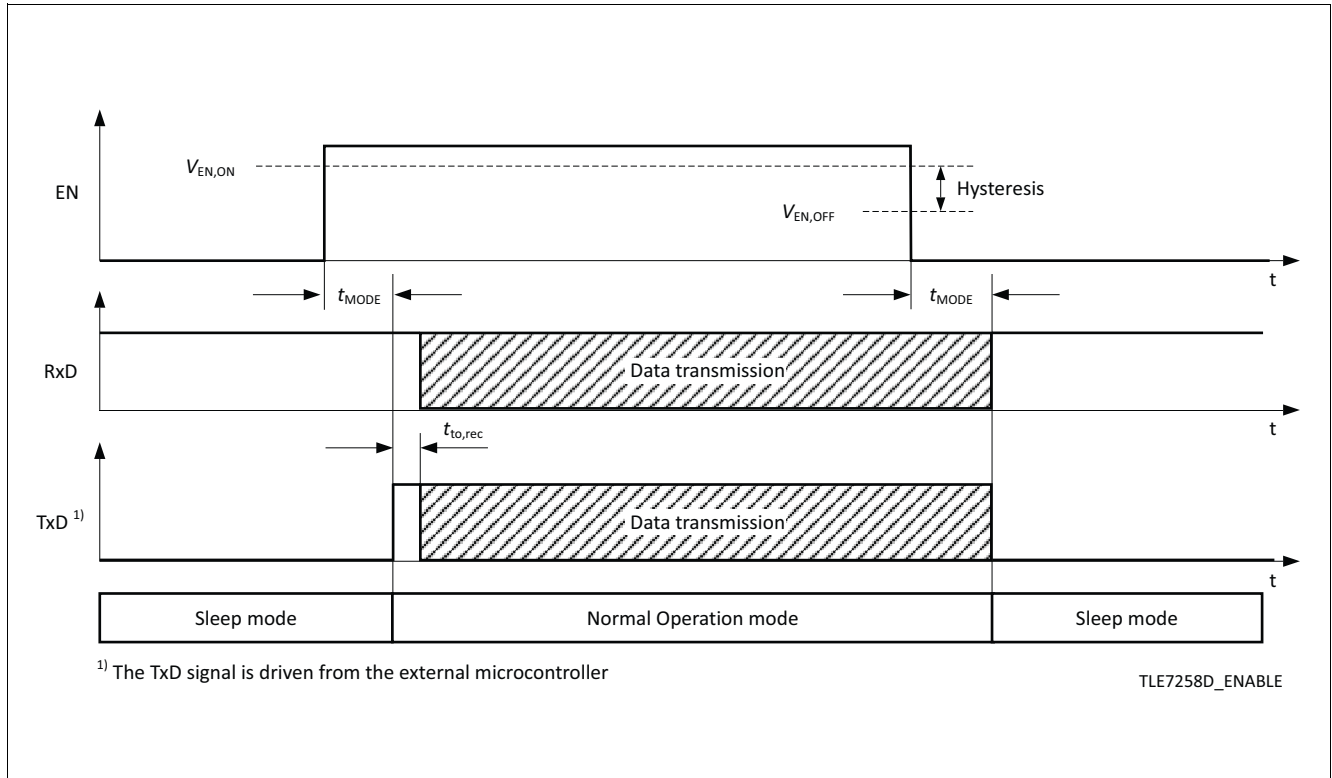 V_EN,ON
EN
Hysteresis
V_EN,OFF
t
t_MODE
t_MODE
RxD
Data transmission
t
t_to,rec
TxD 1)
Data transmission
t
Sleep mode
Normal Operation mode
Sleep mode
1) The TxD signal is driven from the external microcontroller
TLE7258D_ENABLE